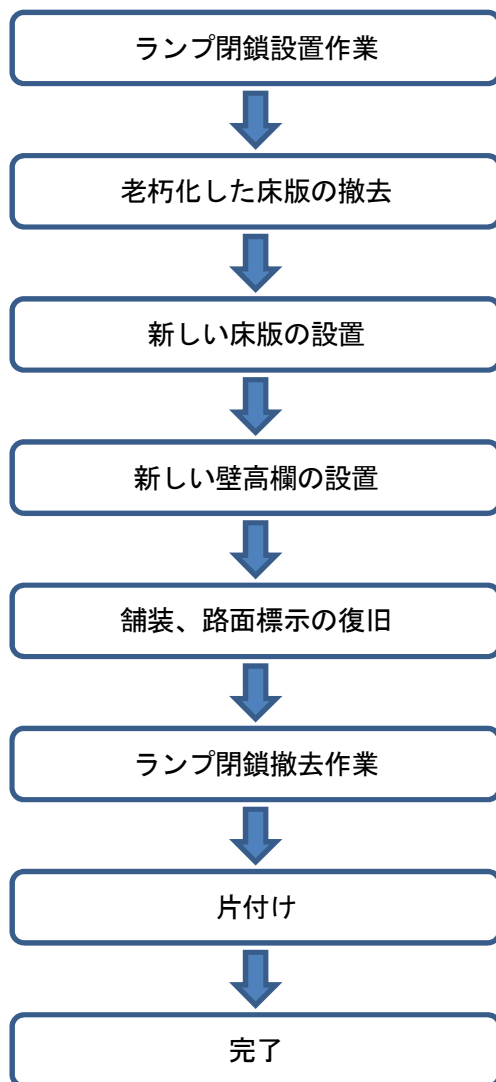 ランプ閉鎖設置作業
老朽化した床版の撤去
新しい床版の設置
新しい壁高欄の設置
舗装、路面標示の復旧
ランプ閉鎖撤去作業
片付け
完了